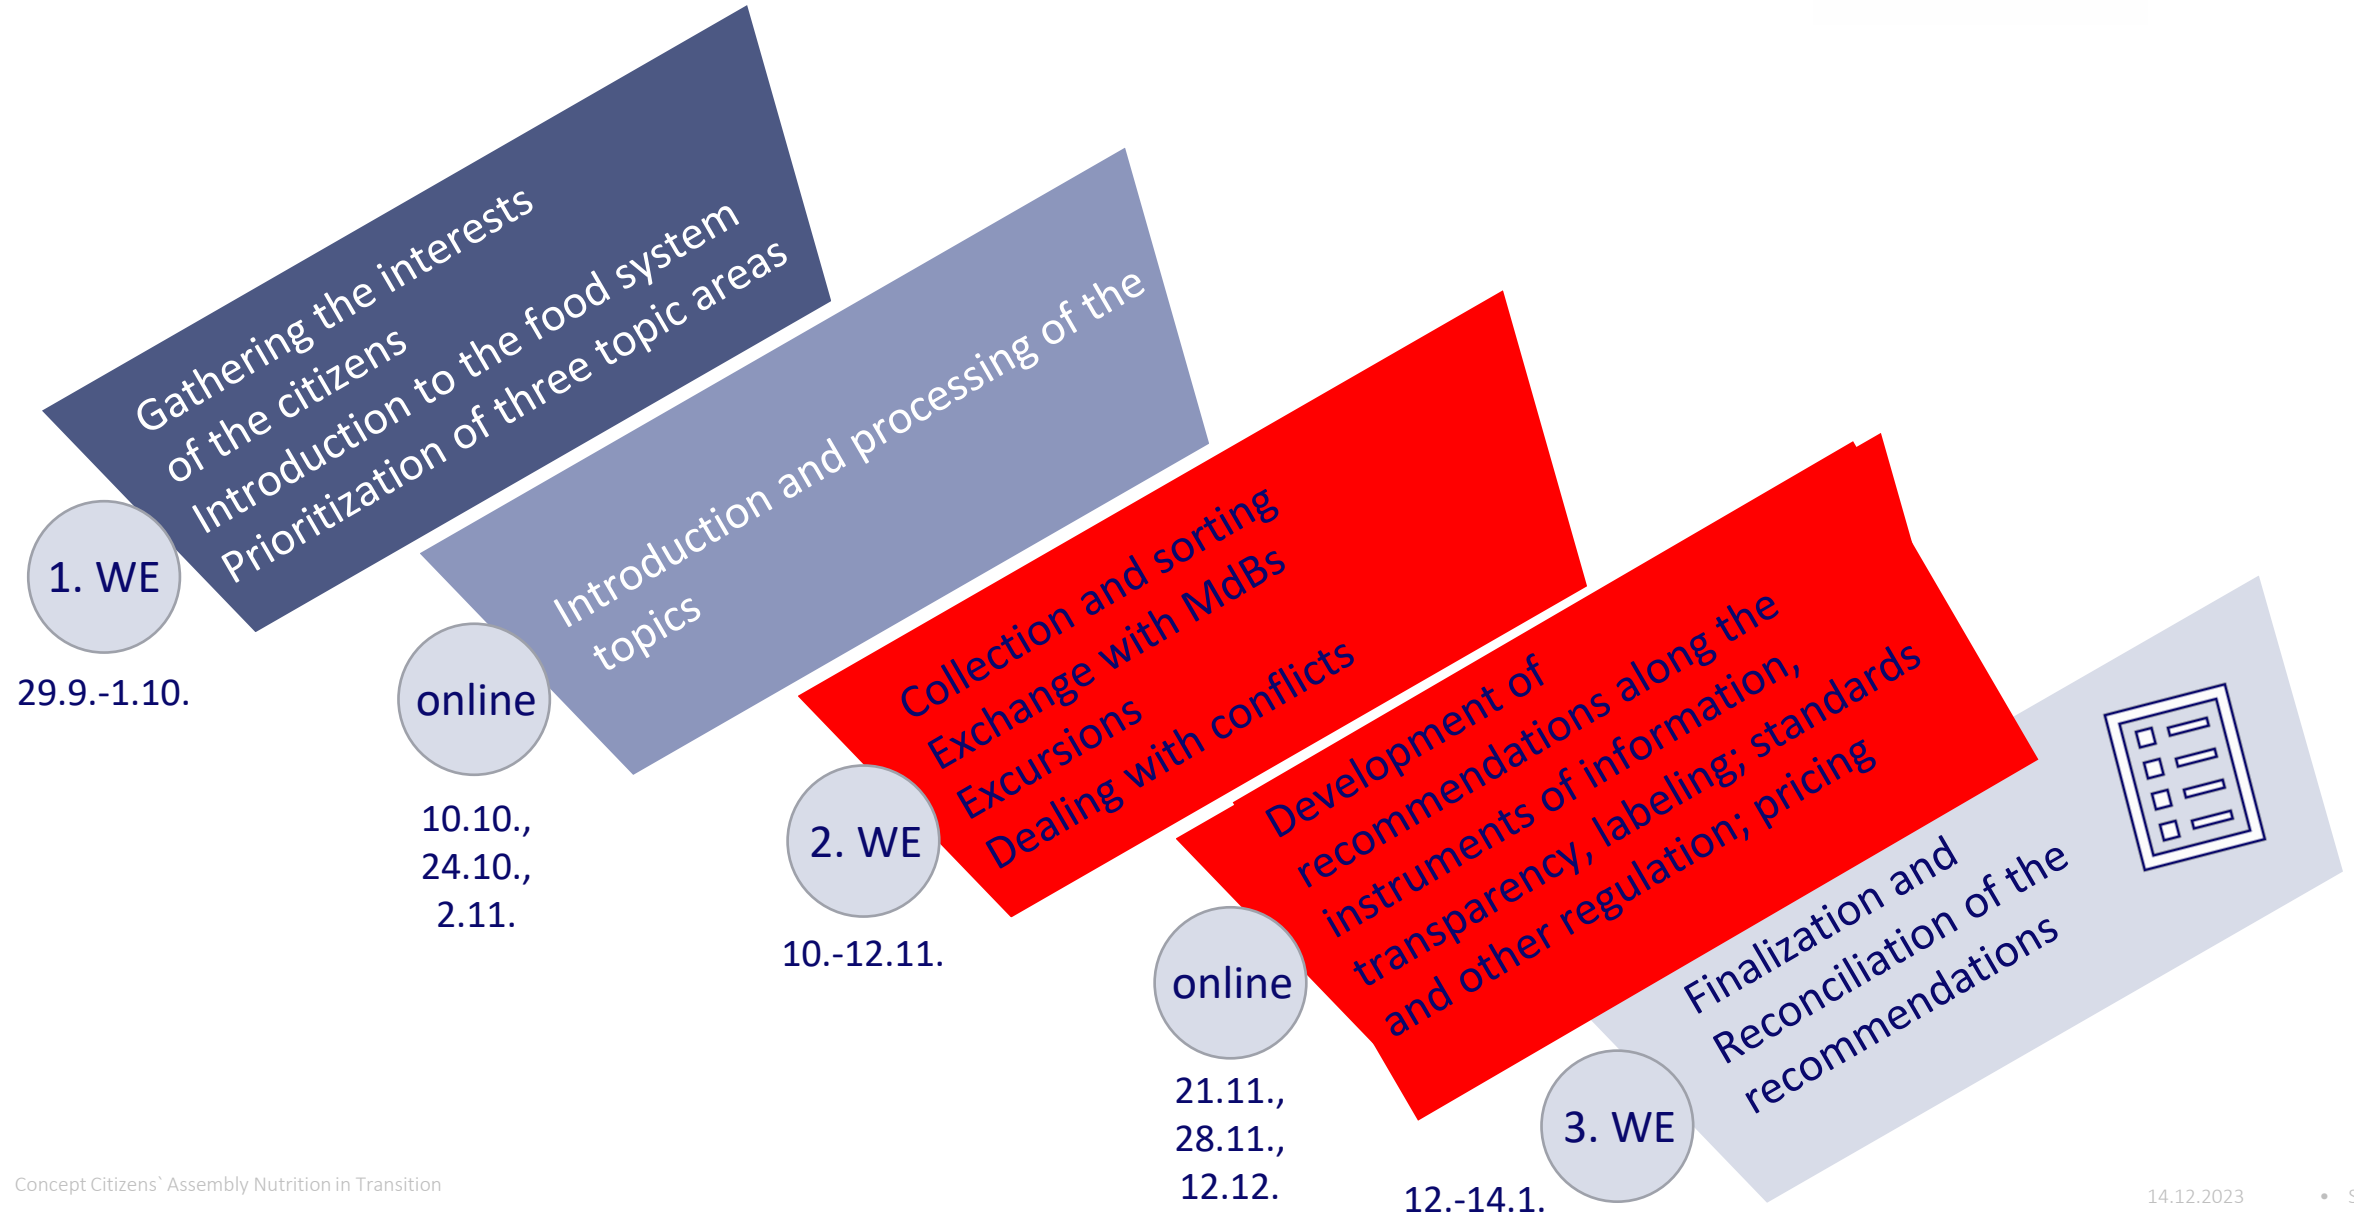 Gathering the interests
of the citizens
Introduction to the food system
Prioritization of three topic areas
1. WE
29.9.-1.10.
Introduction and processing of the
topics
online
10.10.,
24.10.,
2.11.
Collection and sorting
Exchange with MdBs
Excursions
Dealing with conflicts
2. WE
10.-12.11.
Development of
recommendations along the
instruments of information,
transparency, labeling; standards
and other regulation; pricing
online
21.11.,
28.11.,
12.12.
Finalization and
Reconciliation of the
recommendations
3. WE
12.-14.1.
Concept Citizens` Assembly Nutrition in Transition
14.12.2023
•